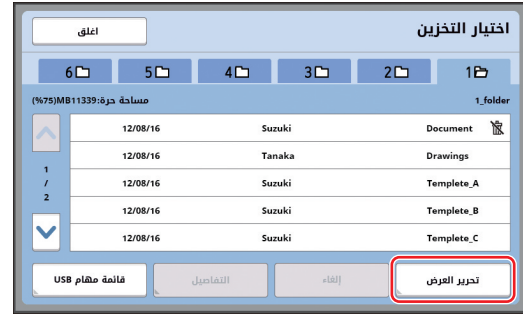 اختيار التخزين
اغلق
1 2 3 4 5 6
1_folder مساحة حرة:MB11339(%75)
Document Suzuki 12/08/16
Drawings Tanaka 12/08/16
Templete_A Suzuki 12/08/16
Templete_B Suzuki 12/08/16
Templete_C Suzuki 12/08/16
1
/
2
تحرير العرض إلغاء التفاصيل قائمة مهام USB